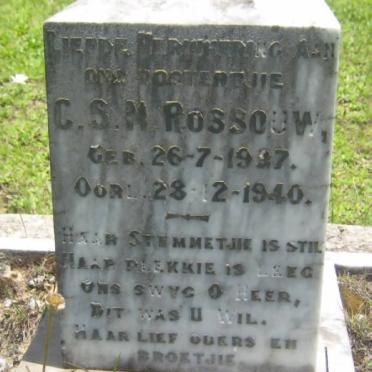 Liefde Herinnering aan
ons dogtertjie
C.S.M. Rossouw,
Geb. 26-7-1937.
Oorl. 28-12-1940.
Haar Stemmetjie is stil
Haar plekkie is leeg
Ons swyg O Heer,
Dit was U wil.
Haar lief ouers en
broetjie